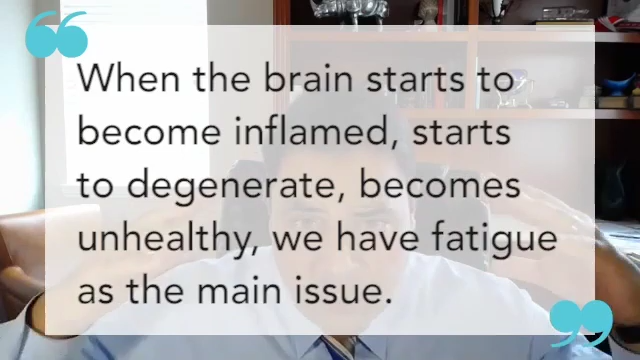 When the brain starts to
become inflamed, starts
to degenerate, becomes
unhealthy, we have fatigue
as the main issue.